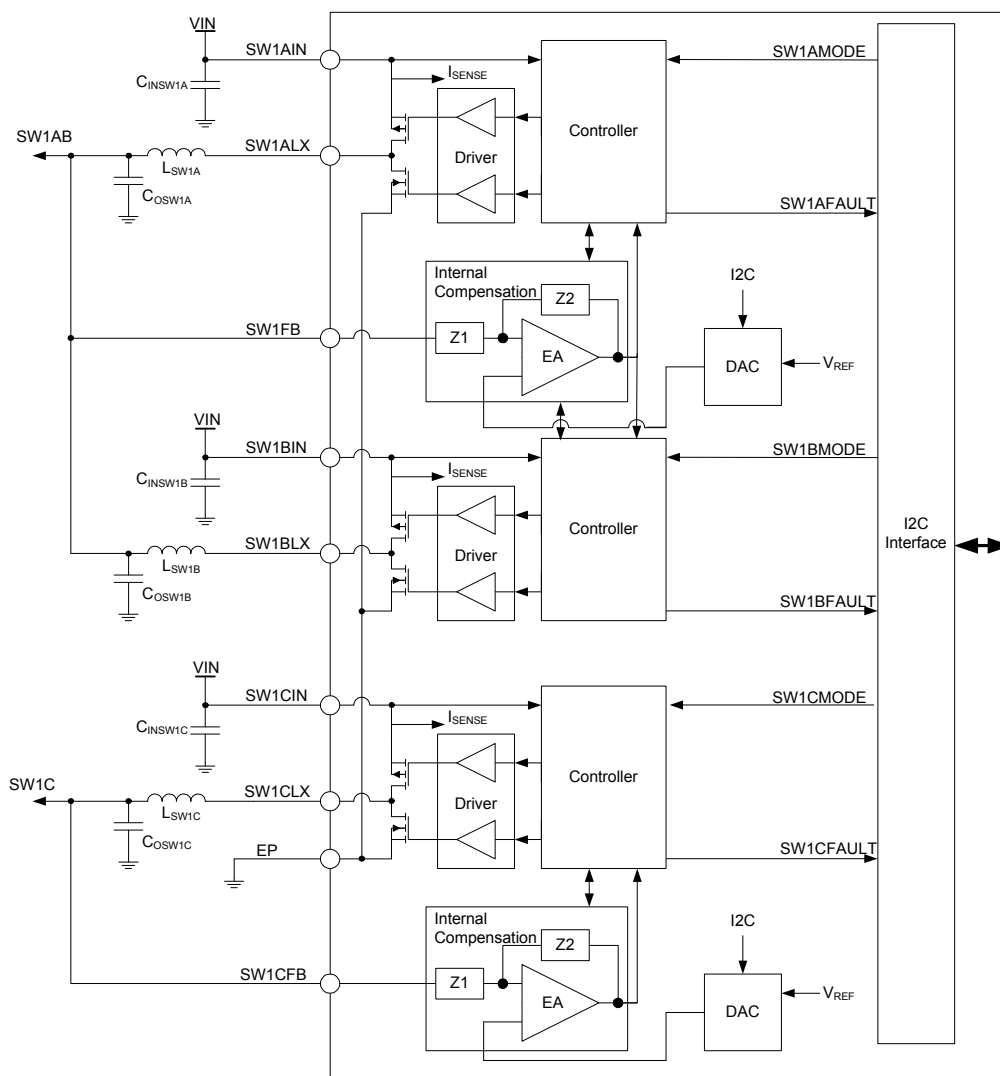 VIN
SW1AIN
SW1AMODE
ISENSE
CINSW1A
Controller
SW1AB
SW1ALX
Driver
LSW1A
COSW1A
SW1AFAULT
Internal
Compensation
Z2
I2C
SW1FB
Z1
EA
DAC
VREF
VIN
SW1BIN
SW1BMODE
ISENSE
CINSW1B
Controller
I2C
Interface
SW1BLX
Driver
LSW1B
COSW1B
SW1BFAULT
VIN
SW1CIN
SW1CMODE
ISENSE
CINSW1C
Controller
SW1C
SW1CLX
Driver
LSW1C
COSW1C
EP
SW1CFAULT
Internal
Compensation
Z2
I2C
SW1CFB
Z1
EA
DAC
VREF